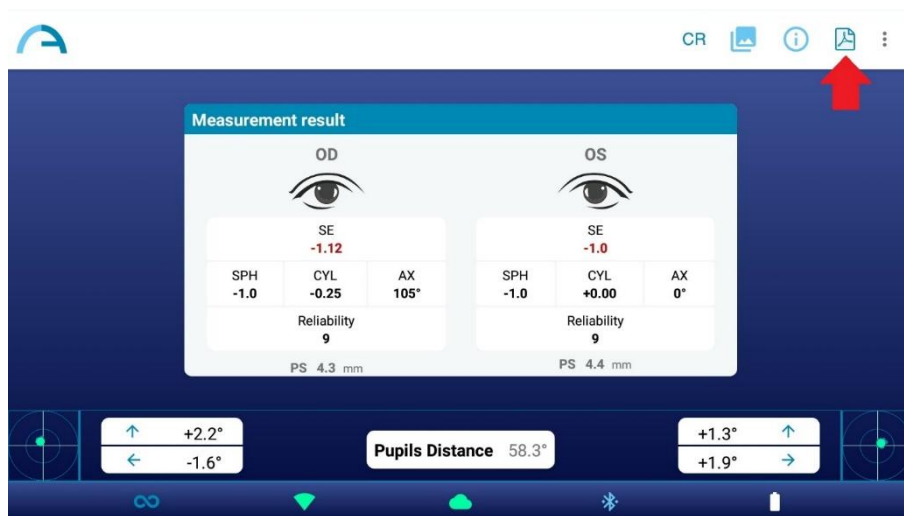 CR
Measurement result
OD OS
SE SE
-1.12 -1.0
SPH CYL AX SPH CYL AX
-1.0 -0.25 105° -1.0 +0.00 0°
Reliability Reliability
9 9
PS 4.3 mm PS 4.4 mm
+2.2° +1.3°
Pupils Distance 58.3°
-1.6° +1.9°